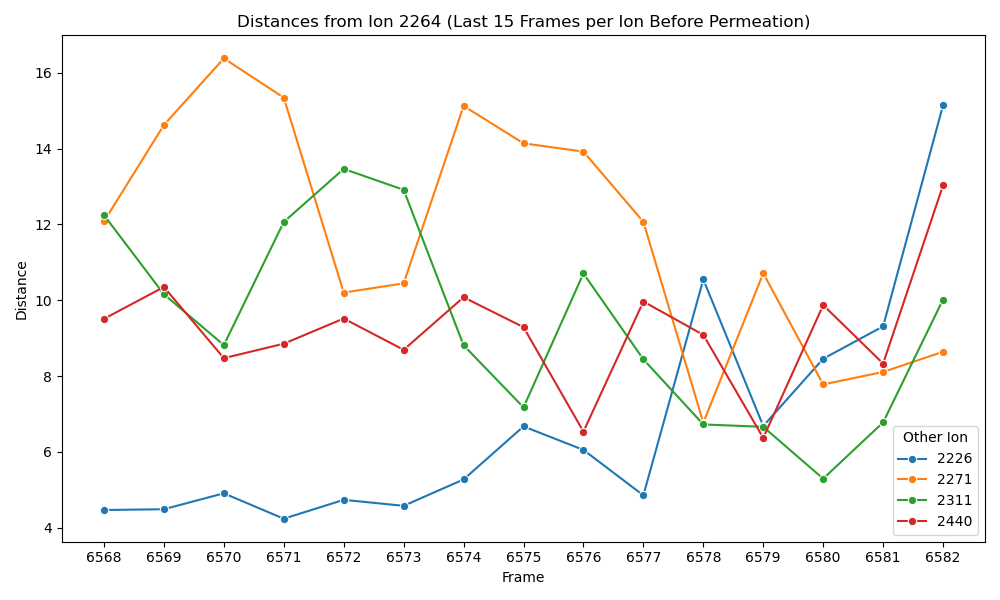 Distances from Ion 2264 (Last 15 Frames per Ion Before Permeation)
Distance
16
14
12
10
8
6
4
Other Ion
2226
2271
2311
2440
6568 6569 6570 6571 6572 6573 6574 6575 6576 6577 6578 6579 6580 6581 6582
Frame